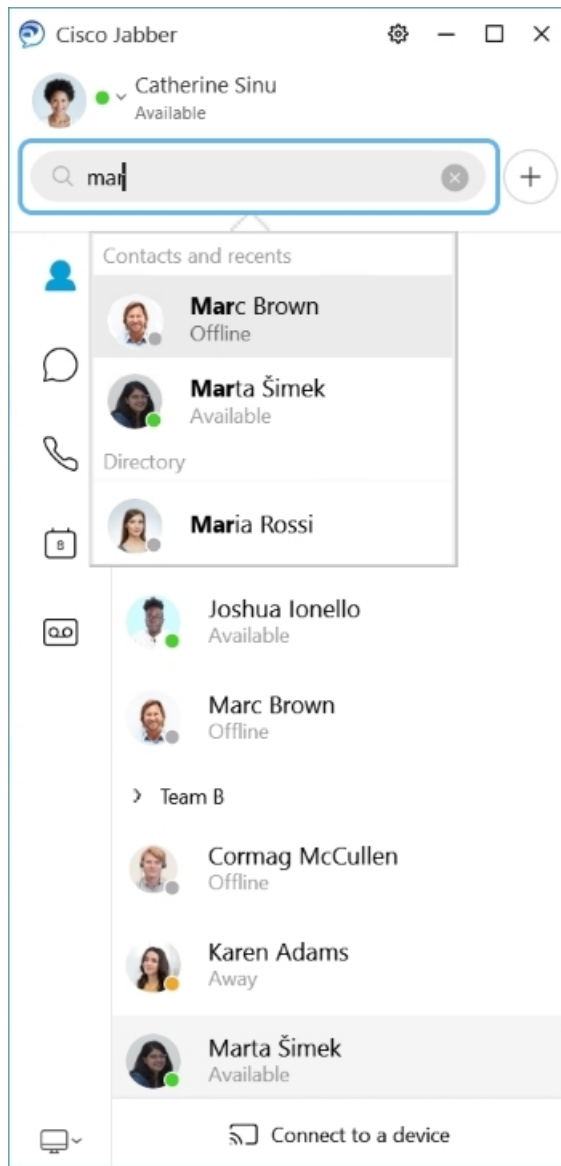 Cisco Jabber
Catherine Sinu
Available
mar
Contacts and recents
Marc Brown
Offline
Marta Šimek
Available
Directory
Maria Rossi
8
Joshua Ionello
Available
Marc Brown
Offline
Team B
Cormag McCullen
Offline
Karen Adams
Away
Marta Šimek
Available
Connect to a device